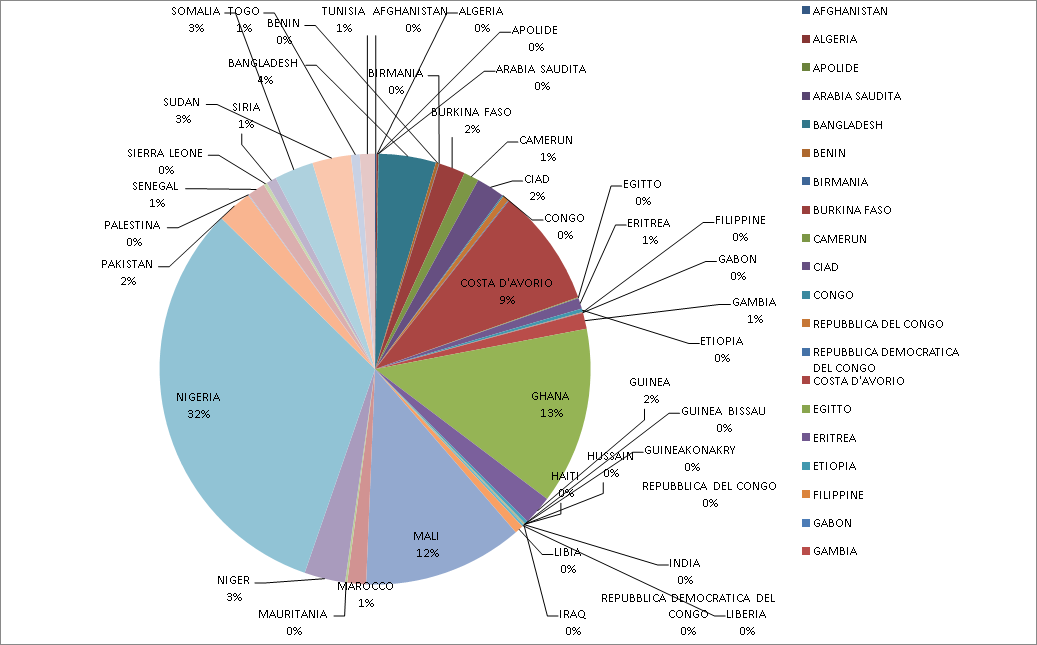 SOMALIA
3%
TOGO
1%
BENIN
0%
TUNISIA
1%
AFGHANISTAN
0%
ALGERIA
0%
APOLIDE
0%
ARABIA SAUDITA
0%
BANGLADESH
4%
BIRMANIA
0%
BURKINA FASO
2%
SUDAN
3%
SIRIA
1%
CAMERUN
1%
SIERRA LEONE
0%
SENEGAL
1%
CIAD
2%
EGITTO
0%
PALESTINA
0%
CONGO
0%
ERITREA
1%
FILIPPINE
0%
PAKISTAN
2%
GABON
0%
COSTA D'AVORIO
9%
GAMBIA
1%
ETIOPIA
0%
NIGERIA
32%
GHANA
13%
GUINEA
2%
GUINEA BISSAU
0%
GUINEAKONAKRY
0%
HUSSAIN
0%
HAITI
0%
REPUBBLICA DEL CONGO
0%
MALI
12%
LIBIA
0%
INDIA
0%
NIGER
3%
MAROCCO
1%
MAURITANIA
0%
IRAQ
0%
REPUBBLICA DEMOCRATICA DEL
CONGO
0%
LIBERIA
0%
AFGHANISTAN
ALGERIA
APOLIDE
ARABIA SAUDITA
BANGLADESH
BENIN
BIRMANIA
BURKINA FASO
CAMERUN
CIAD
CONGO
REPUBBLICA DEL CONGO
REPUBBLICA DEMOCRATICA
DEL CONGO
COSTA D'AVORIO
EGITTO
ERITREA
ETIOPIA
FILIPPINE
GABON
GAMBIA